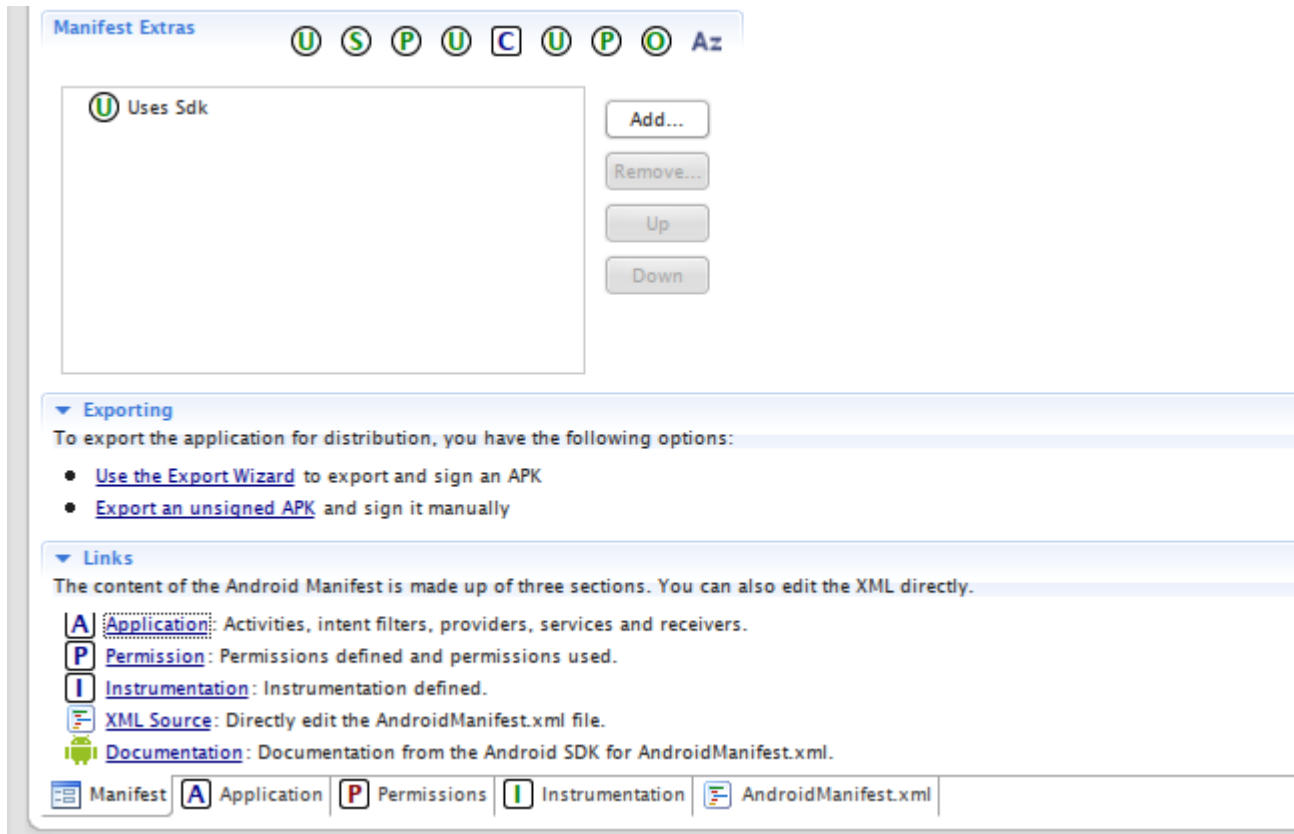 Manifest Extras U S P U C U P O Az
U Uses Sdk
Add...
Remove...
Up
Down
Exporting
To export the application for distribution, you have the following options:
Use the Export Wizard to export and sign an APK
Export an unsigned APK and sign it manually
Links
The content of the Android Manifest is made up of three sections. You can also edit the XML directly.
A Application: Activities, intent filters, providers, services and receivers.
P Permission: Permissions defined and permissions used.
I Instrumentation: Instrumentation defined.
XML Source: Directly edit the AndroidManifest.xml file.
Documentation: Documentation from the Android SDK for AndroidManifest.xml.
Manifest A Application P Permissions I Instrumentation AndroidManifest.xml